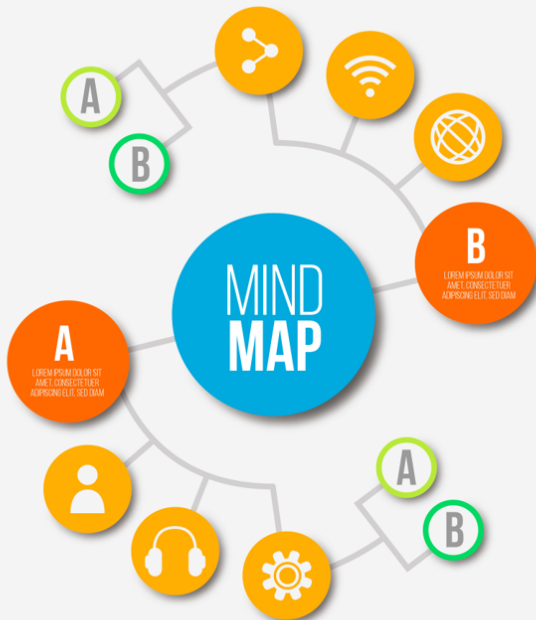 A
B
B
LOREM IPSUM DOLOR SIT
AMET, CONSECTETUER
ADIPISCING ELIT, SED DIAM
MIND
MAP
A
LOREM IPSUM DOLOR SIT
AMET, CONSECTETUER
ADIPISCING ELIT, SED DIAM
A
B